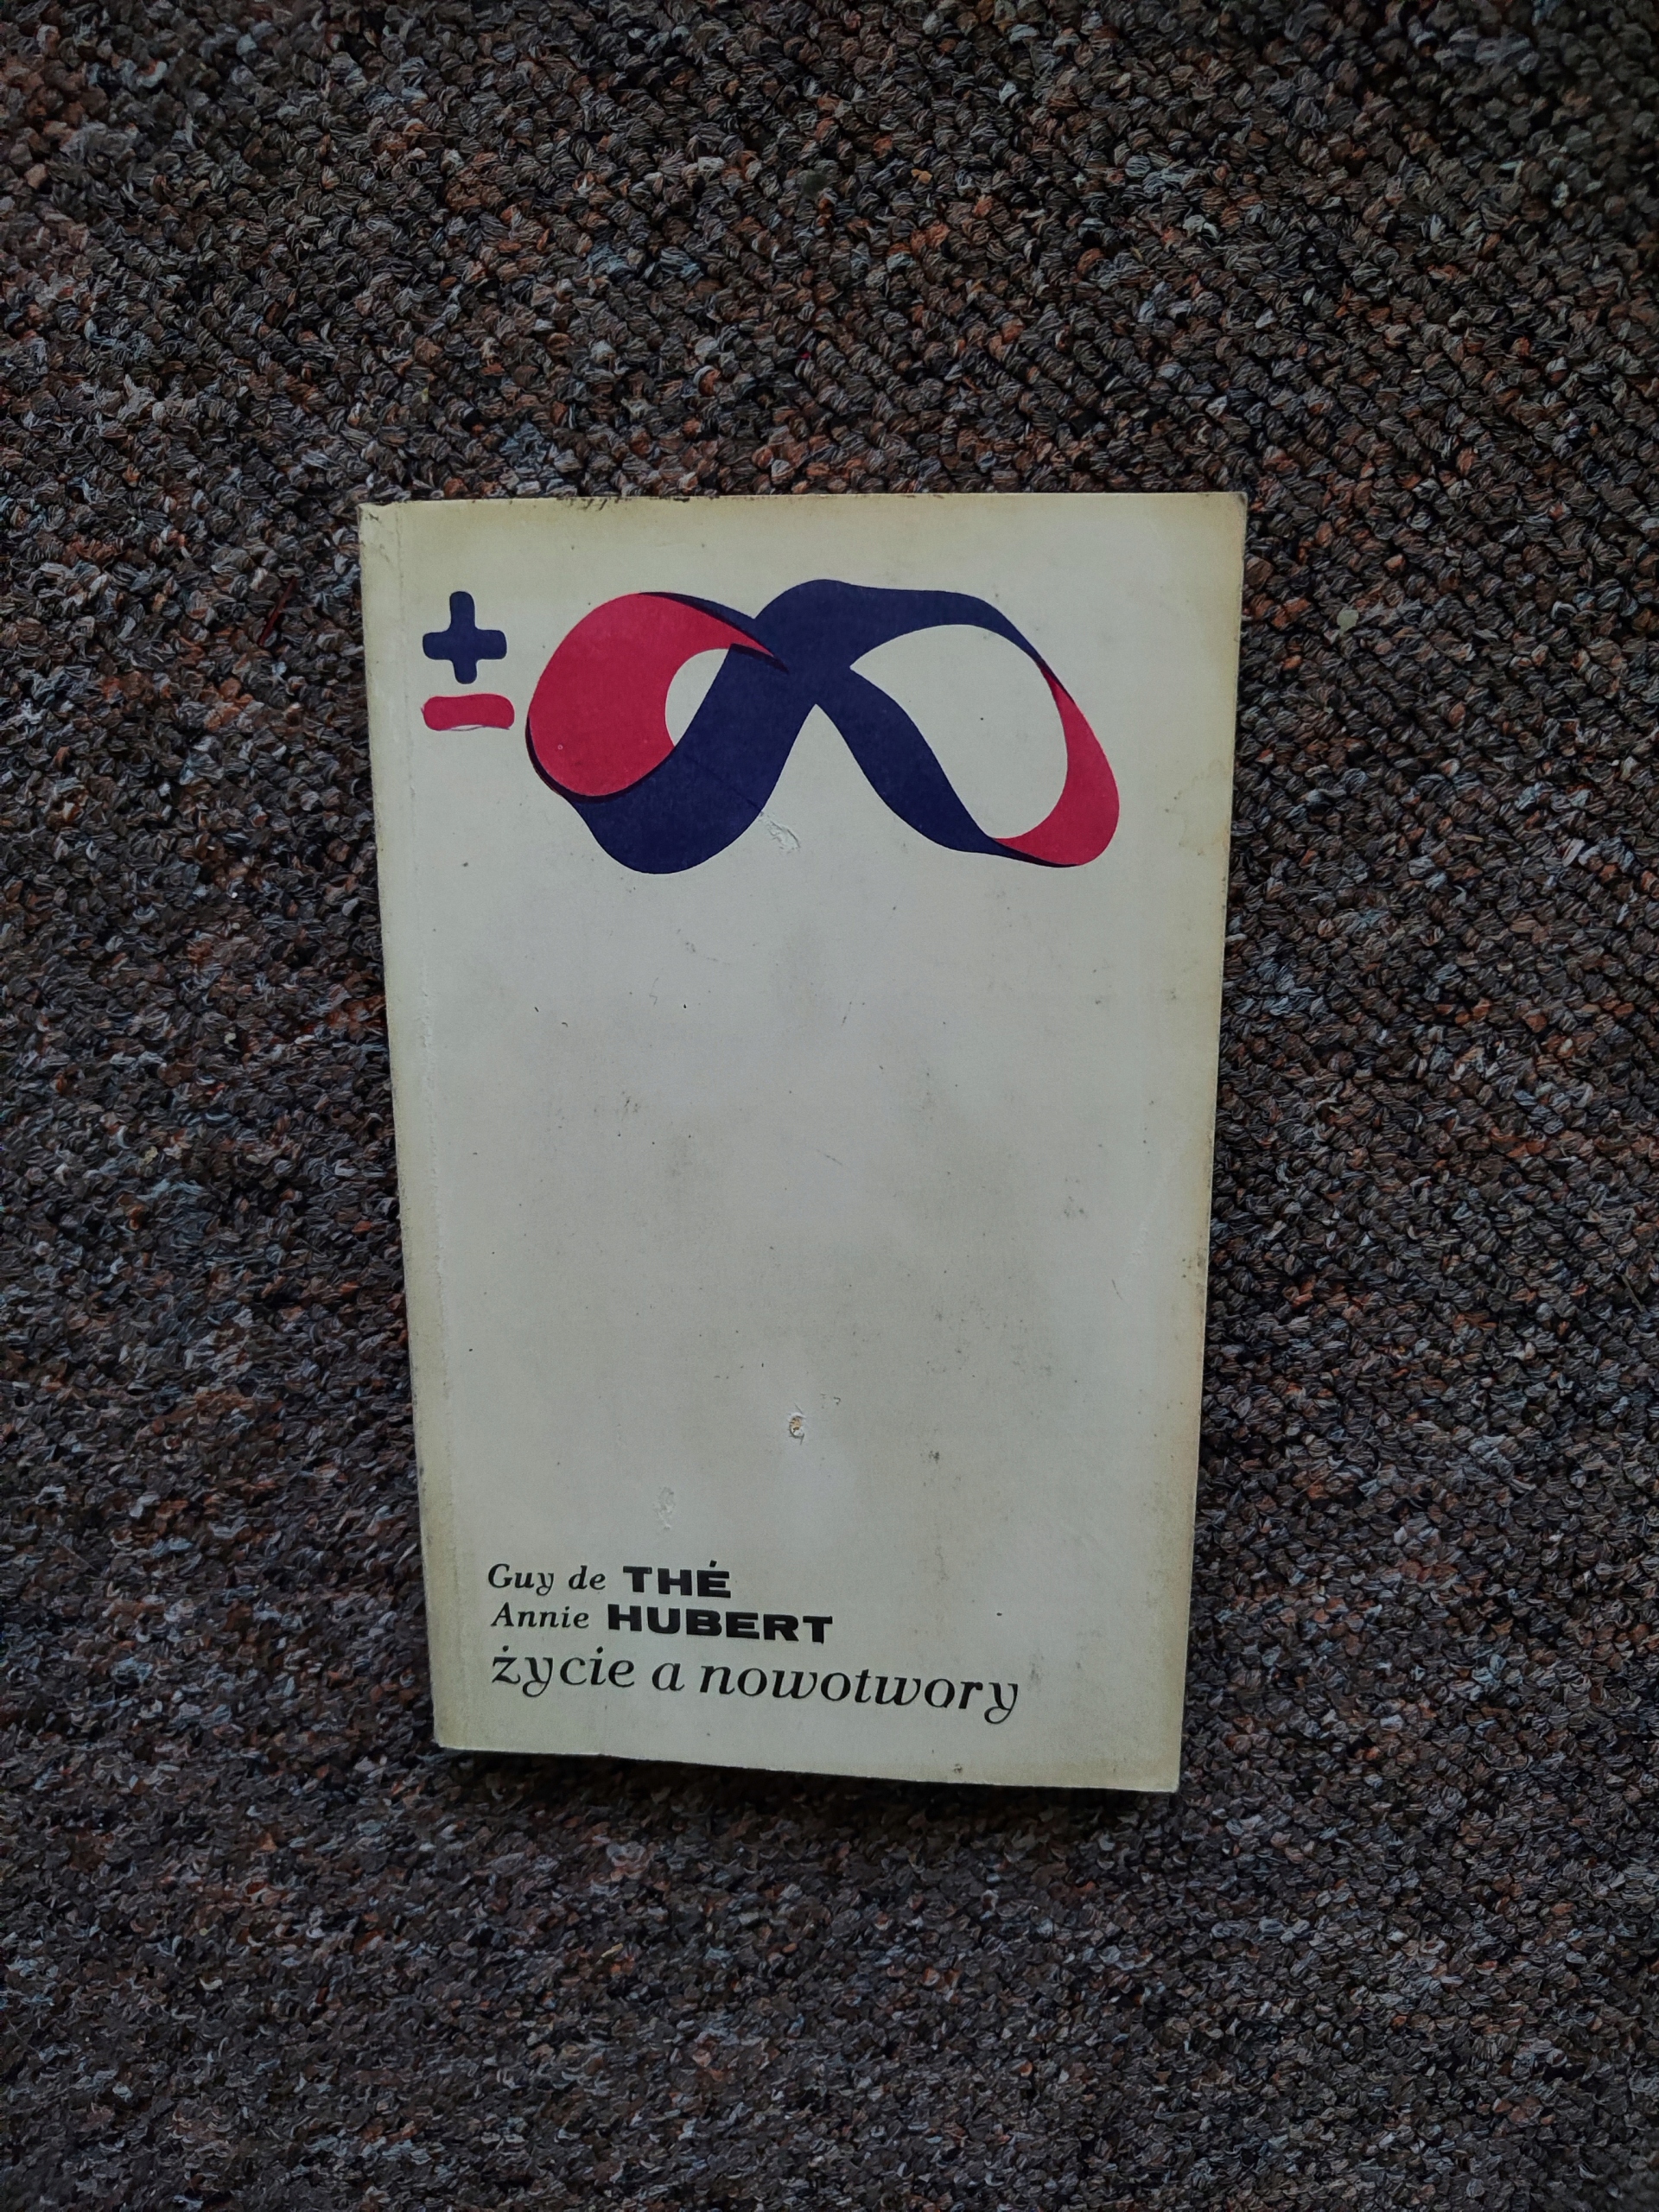 ±∞
Guy de THÉ
Annie HUBERT
życie a nowotwory